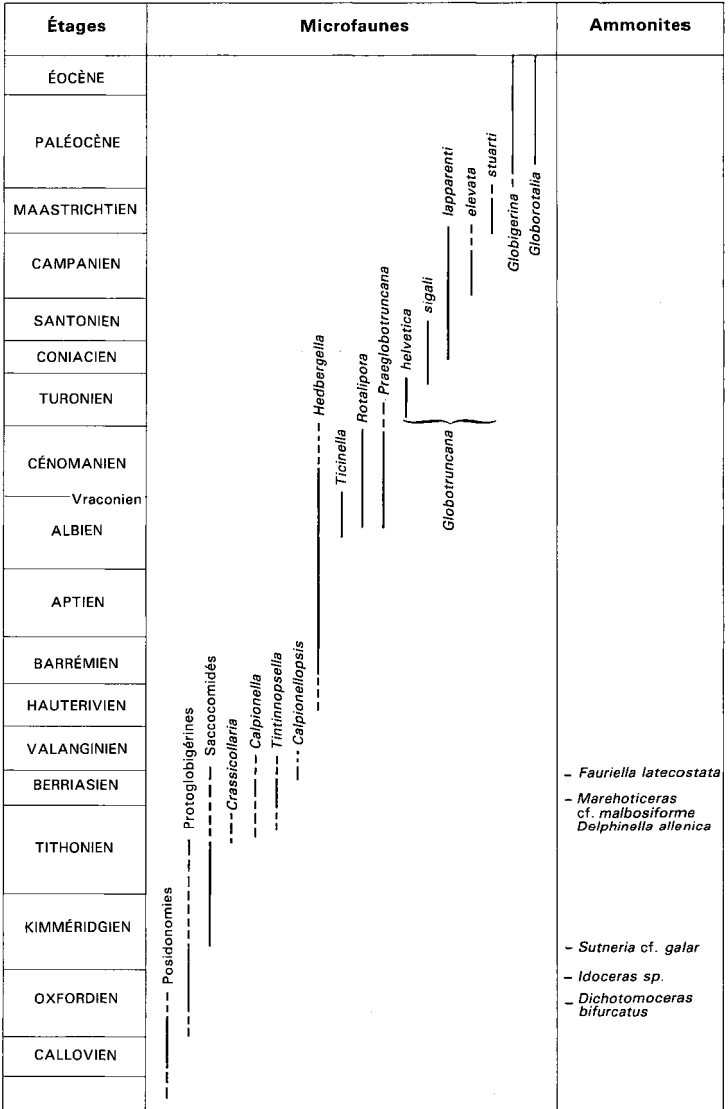 Étages
Microfaunes
Ammonites
ÉOCÈNE
PALÉOCÈNE
MAASTRICHTIEN
CAMPANIEN
SANTONIEN
CONIACIEN
TURONIEN
CÉNOMANIEN
Vraconien
ALBIEN
APTIEN
BARRÉMIEN
HAUTERIVIEN
VALANGINIEN
BERRIASIEN
TITHONIEN
KIMMÉRIDGIEN
OXFORDIEN
CALLOVIEN
Posidonomies
Protoglobigérines
Saccocomidés
Crassicollaria
Calpionella
Tintinnopsella
Calpionellopsis
Hedbergella
Ticinella
Rotalipora
Praeglobotruncana
helvetica
sigali
lapparenti
elevata
stuarti
Globotruncana
Globigerina
Globorotalia
– Fauriella latecostata
– Marehoticeras
cf. malbosiforme
Delphinella allenica
– Sutneria cf. galar
– Idoceras sp.
– Dichotomoceras
bifurcatus